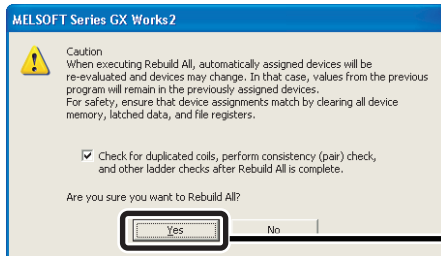 MELSOFT Series GX Works2
Caution
When executing Rebuild All, automatically assigned devices will be
re-evaluated and devices may change. In that case, values from the previous
program will remain in the previously assigned devices.
For safety, ensure that device assignments match by clearing all device
memory, latched data, and file registers.
Check for duplicated coils, perform consistency (pair) check,
and other ladder checks after Rebuild All is complete.
Are you sure you want to Rebuild All?
Yes No